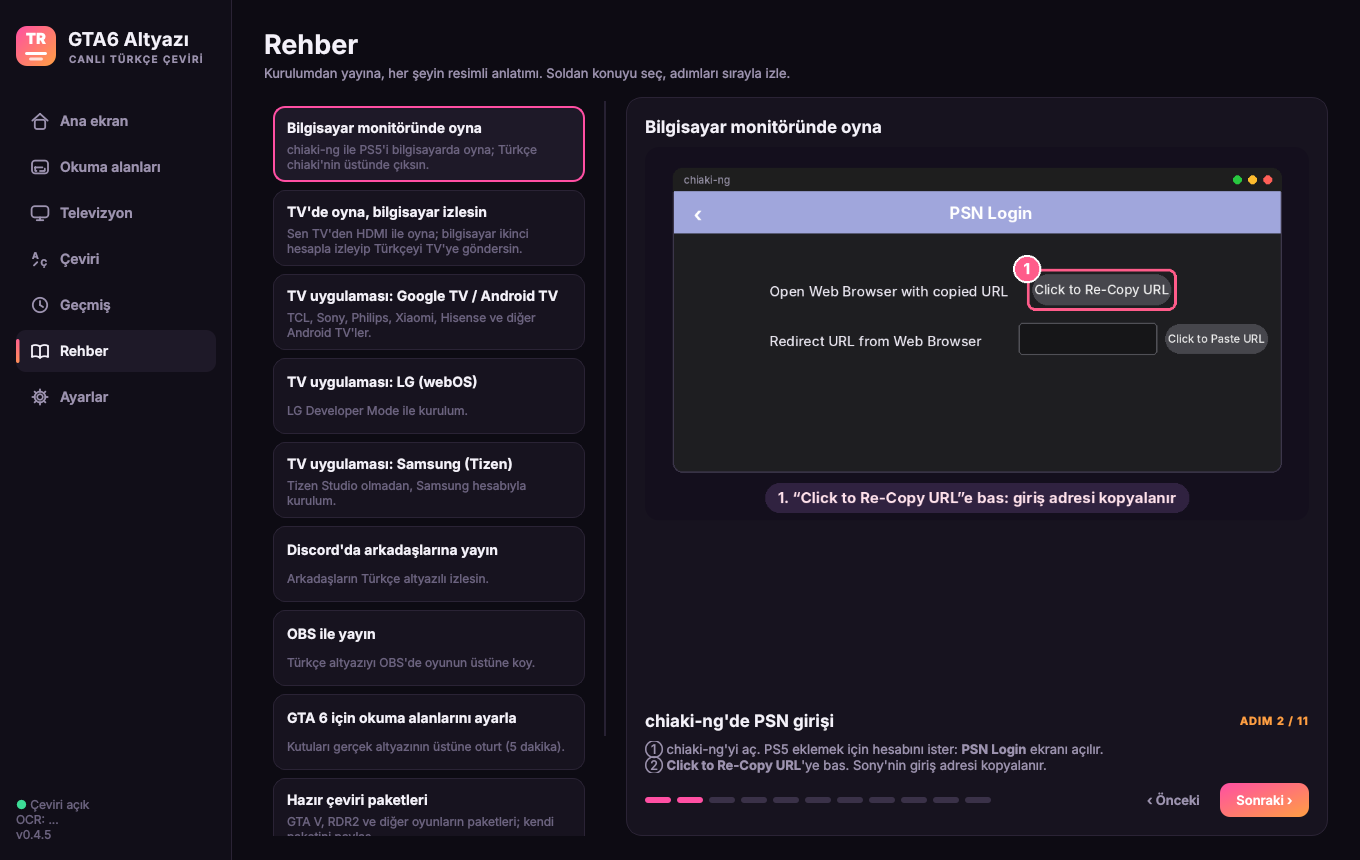 TR
GTA6 Altyazı
CANLI TÜRKÇE ÇEVİRİ
Ana ekran
Okuma alanları
Televizyon
Çeviri
Geçmiş
Rehber
Ayarlar
Çeviri açık
OCR: ...
v0.4.5
Rehber
Kurulumdan yayına, her şeyin resimli anlatımı. Soldan konuyu seç, adımları sırayla izle.
Bilgisayar monitöründe oyna
chiaki-ng ile PS5'i bilgisayarda oyna; Türkçe
chiaki'nin üstünde çıksın.
TV'de oyna, bilgisayar izlesin
Sen TV'den HDMI ile oyna; bilgisayar ikinci
hesapla izleyip Türkçeyi TV'ye göndersin.
TV uygulaması: Google TV / Android TV
TCL, Sony, Philips, Xiaomi, Hisense ve diğer
Android TV'ler.
TV uygulaması: LG (webOS)
LG Developer Mode ile kurulum.
TV uygulaması: Samsung (Tizen)
Tizen Studio olmadan, Samsung hesabıyla
kurulum.
Discord'da arkadaşlarına yayın
Arkadaşların Türkçe altyazılı izlesin.
OBS ile yayın
Türkçe altyazıyı OBS'de oyunun üstüne koy.
GTA 6 için okuma alanlarını ayarla
Kutuları gerçek altyazının üstüne oturt (5 dakika).
Hazır çeviri paketleri
GTA V, RDR2 ve diğer oyunların paketleri; kendi
paketini paylaş.
Bilgisayar monitöründe oyna
chiaki-ng
‹ PSN Login
1
Open Web Browser with copied URL Click to Re-Copy URL
Redirect URL from Web Browser Click to Paste URL
1. “Click to Re-Copy URL”e bas: giriş adresi kopyalanır
chiaki-ng'de PSN girişi
ADIM 2 / 11
① chiaki-ng'yi aç. PS5 eklemek için hesabını ister: PSN Login ekranı açılır.
② Click to Re-Copy URL'ye bas. Sony'nin giriş adresi kopyalanır.
‹ Önceki
Sonraki ›